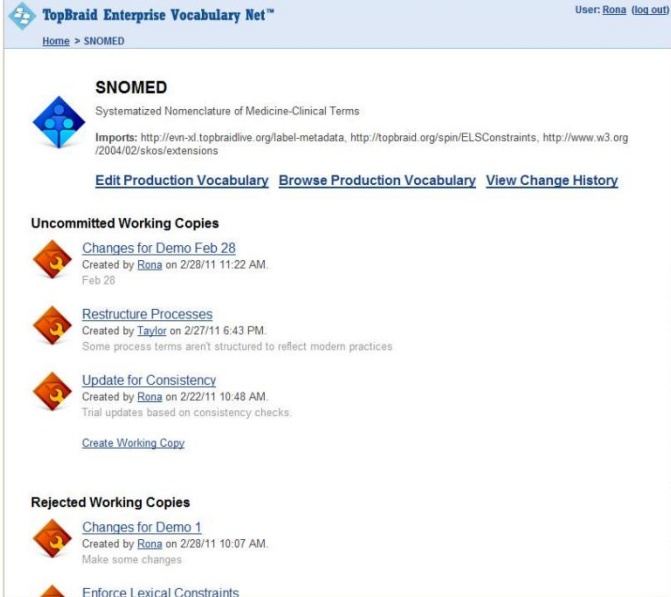 TopBraid Enterprise Vocabulary Net™
User: Rona (log out)
Home > SNOMED
SNOMED
Systematized Nomenclature of Medicine-Clinical Terms
Imports: http://evn-xl.topbraidlive.org/label-metadata, http://topbraid.org/spin/ELSConstraints, http://www.w3.org
/2004/02/skos/extensions
Edit Production Vocabulary Browse Production Vocabulary View Change History
Uncommitted Working Copies
Changes for Demo Feb 28
Created by Rona on 2/28/11 11:22 AM.
Feb 28
Restructure Processes
Created by Taylor on 2/27/11 6:43 PM.
Some process terms aren't structured to reflect modern practices
Update for Consistency
Created by Rona on 2/22/11 10:48 AM.
Trial updates based on consistency checks.
Create Working Copy
Rejected Working Copies
Changes for Demo 1
Created by Rona on 2/28/11 10:07 AM.
Make some changes
Enforce Lexical Constraints